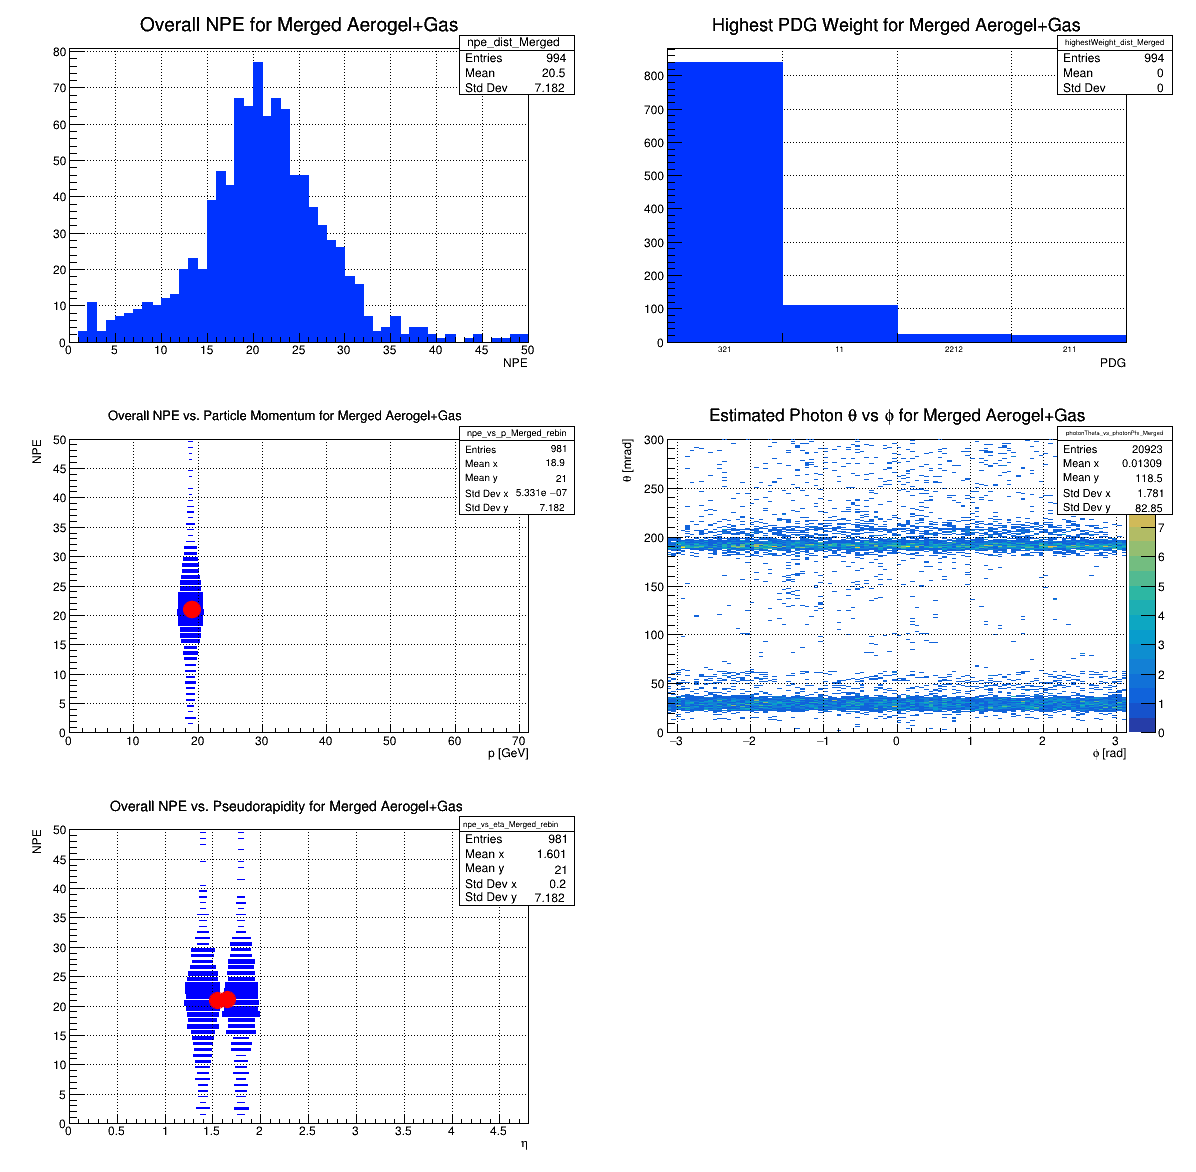 Overall NPE for Merged Aerogel+Gas
npe_dist_Merged
Entries 994
Mean 20.5
Std Dev 7.182
80
70
60
50
40
30
20
10
0
0 5 10 15 20 25 30 35 40 45 50
NPE
Highest PDG Weight for Merged Aerogel+Gas
highestWeight_dist_Merged
Entries 994
Mean 0
Std Dev 0
800
700
600
500
400
300
200
100
0
321 11 2212 211
PDG
Overall NPE vs. Particle Momentum for Merged Aerogel+Gas
npe_vs_p_Merged_rebin
Entries 981
Mean x 18.9
Mean y 21
Std Dev x 5.331e −07
Std Dev y 7.182
NPE
50
45
40
35
30
25
20
15
10
5
0
0 10 20 30 40 50 60 70
p [GeV]
Estimated Photon θ vs ϕ for Merged Aerogel+Gas
photonTheta_vs_photonPhi_Merged
Entries 20923
Mean x 0.01309
Mean y 118.5
Std Dev x 1.781
Std Dev y 82.85
θ [mrad]
300
250
200
150
100
50
0
−3 −2 −1 0 1 2 3
ϕ [rad]
7
6
5
4
3
2
1
0
Overall NPE vs. Pseudorapidity for Merged Aerogel+Gas
npe_vs_eta_Merged_rebin
Entries 981
Mean x 1.601
Mean y 21
Std Dev x 0.2
Std Dev y 7.182
NPE
50
45
40
35
30
25
20
15
10
5
0
0 0.5 1 1.5 2 2.5 3 3.5 4 4.5
η